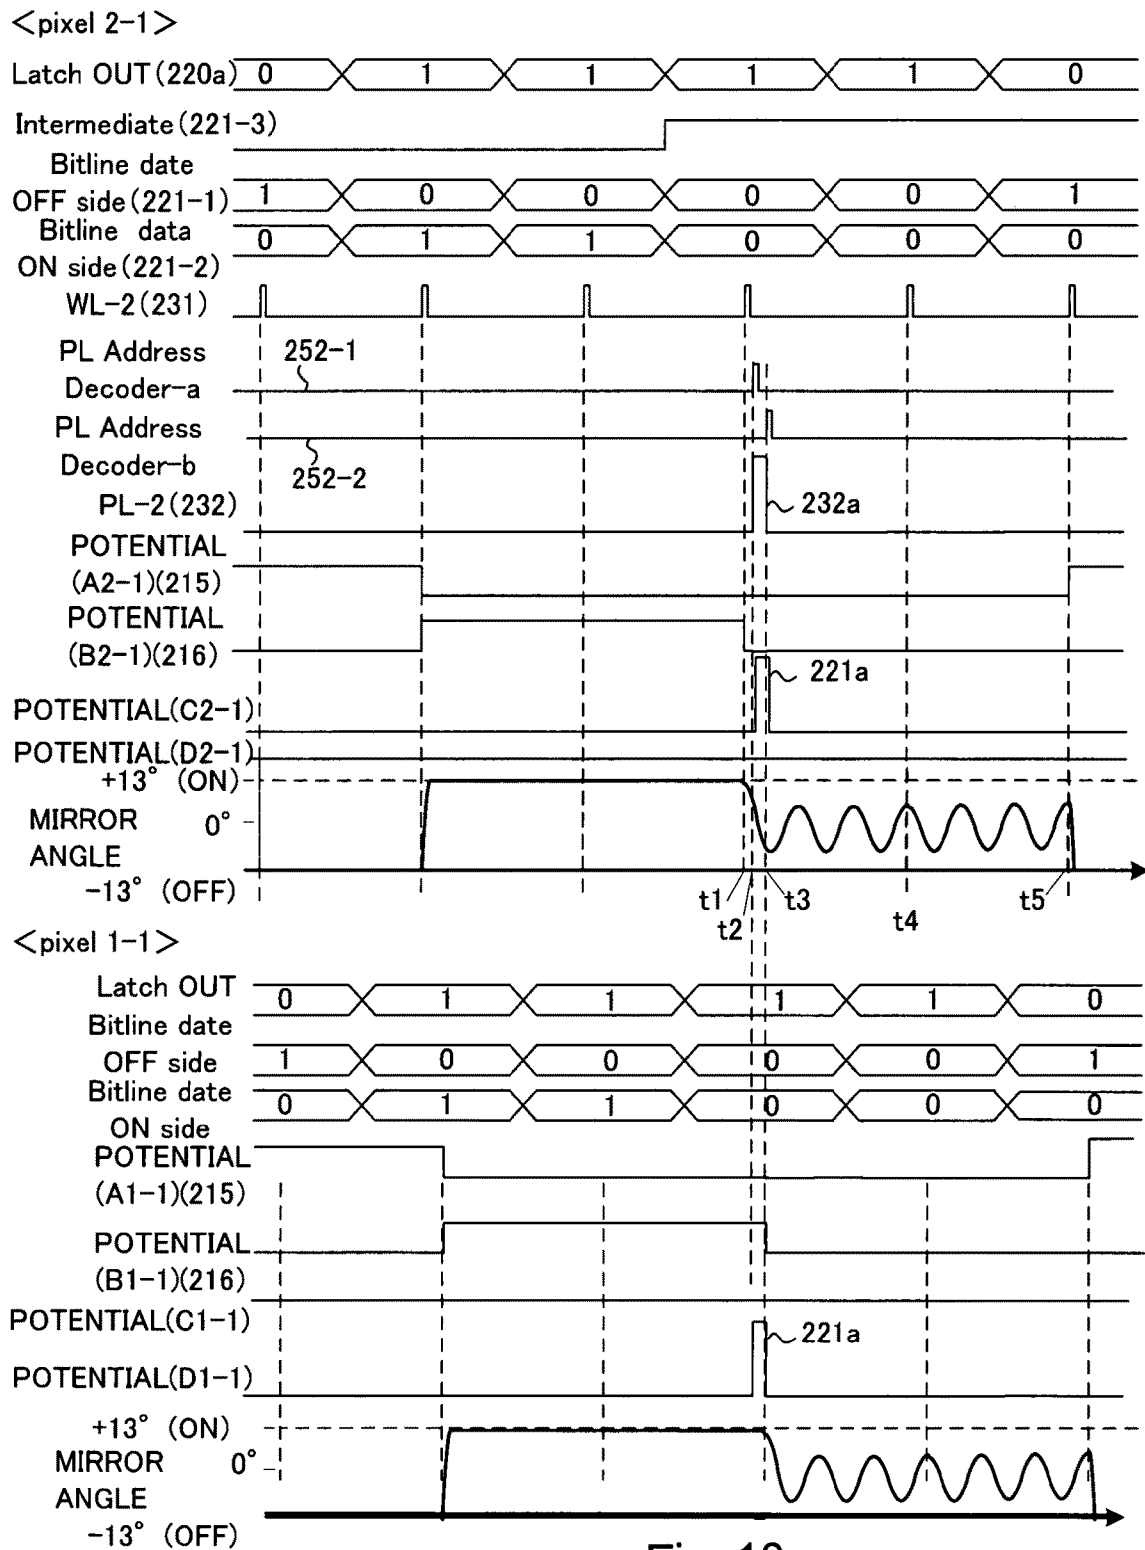 <pixel 2-1>
Latch OUT(220a) 0 1 1 1 1 0
Intermediate(221-3)
Bitline date
OFF side(221-1) 1 0 0 0 0 1
Bitline data
ON side(221-2) 0 1 1 0 0 0
WL-2(231)
PL Address 252-1
Decoder-a
PL Address
Decoder-b 252-2
PL-2(232) 232a
POTENTIAL
(A2-1)(215)
POTENTIAL
(B2-1)(216) 221a
POTENTIAL(C2-1)
POTENTIAL(D2-1)
+13° (ON)
MIRROR 0°
ANGLE
-13° (OFF) t1 t2 t3 t4 t5
<pixel 1-1>
Latch OUT 0 1 1 1 1 0
Bitline date
OFF side 1 0 0 0 0 1
Bitline date
ON side 0 1 1 0 0 0
POTENTIAL
(A1-1)(215)
POTENTIAL
(B1-1)(216)
POTENTIAL(C1-1)
221a
POTENTIAL(D1-1)
+13° (ON)
MIRROR 0°
ANGLE
-13° (OFF)